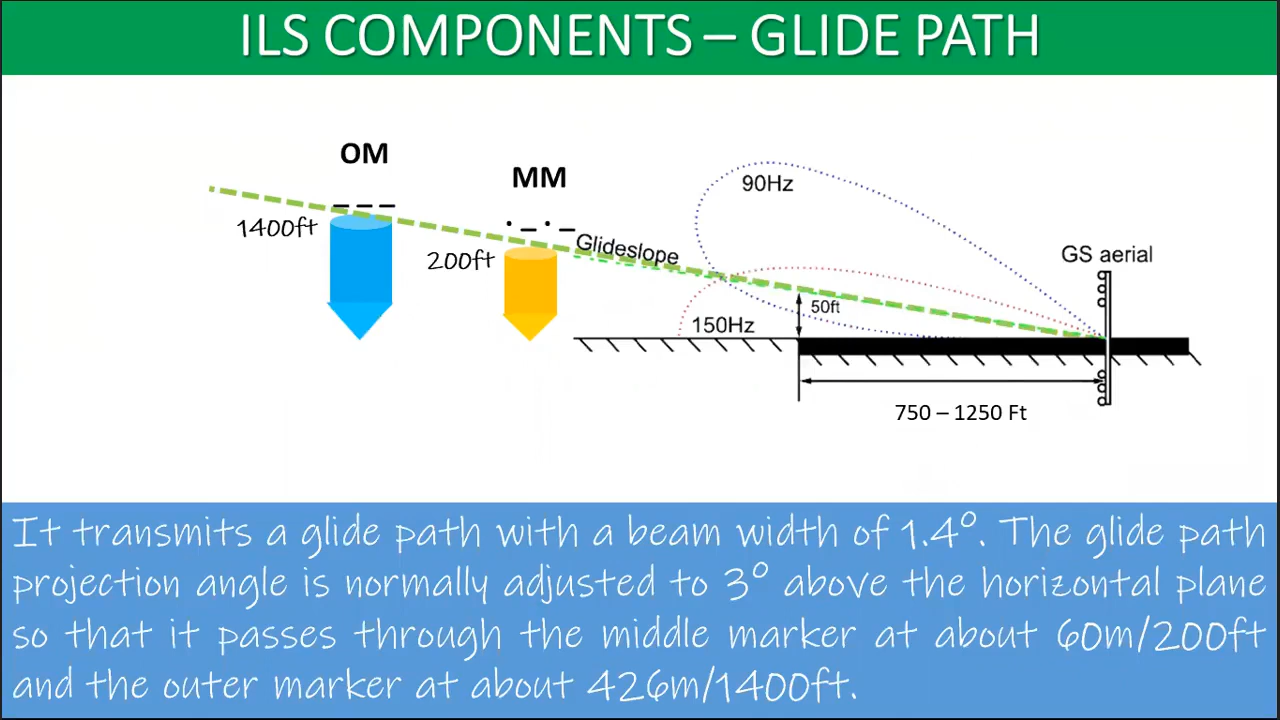 ILS COMPONENTS – GLIDE PATH
OM
MM
1400ft
200ft
Glideslope
90Hz
150Hz
50ft
GS aerial
750 – 1250 Ft
It transmits a glide path with a beam width of 1.4°. The glide path
projection angle is normally adjusted to 3° above the horizontal plane
so that it passes through the middle marker at about 60m/200ft
and the outer marker at about 426m/1400ft.